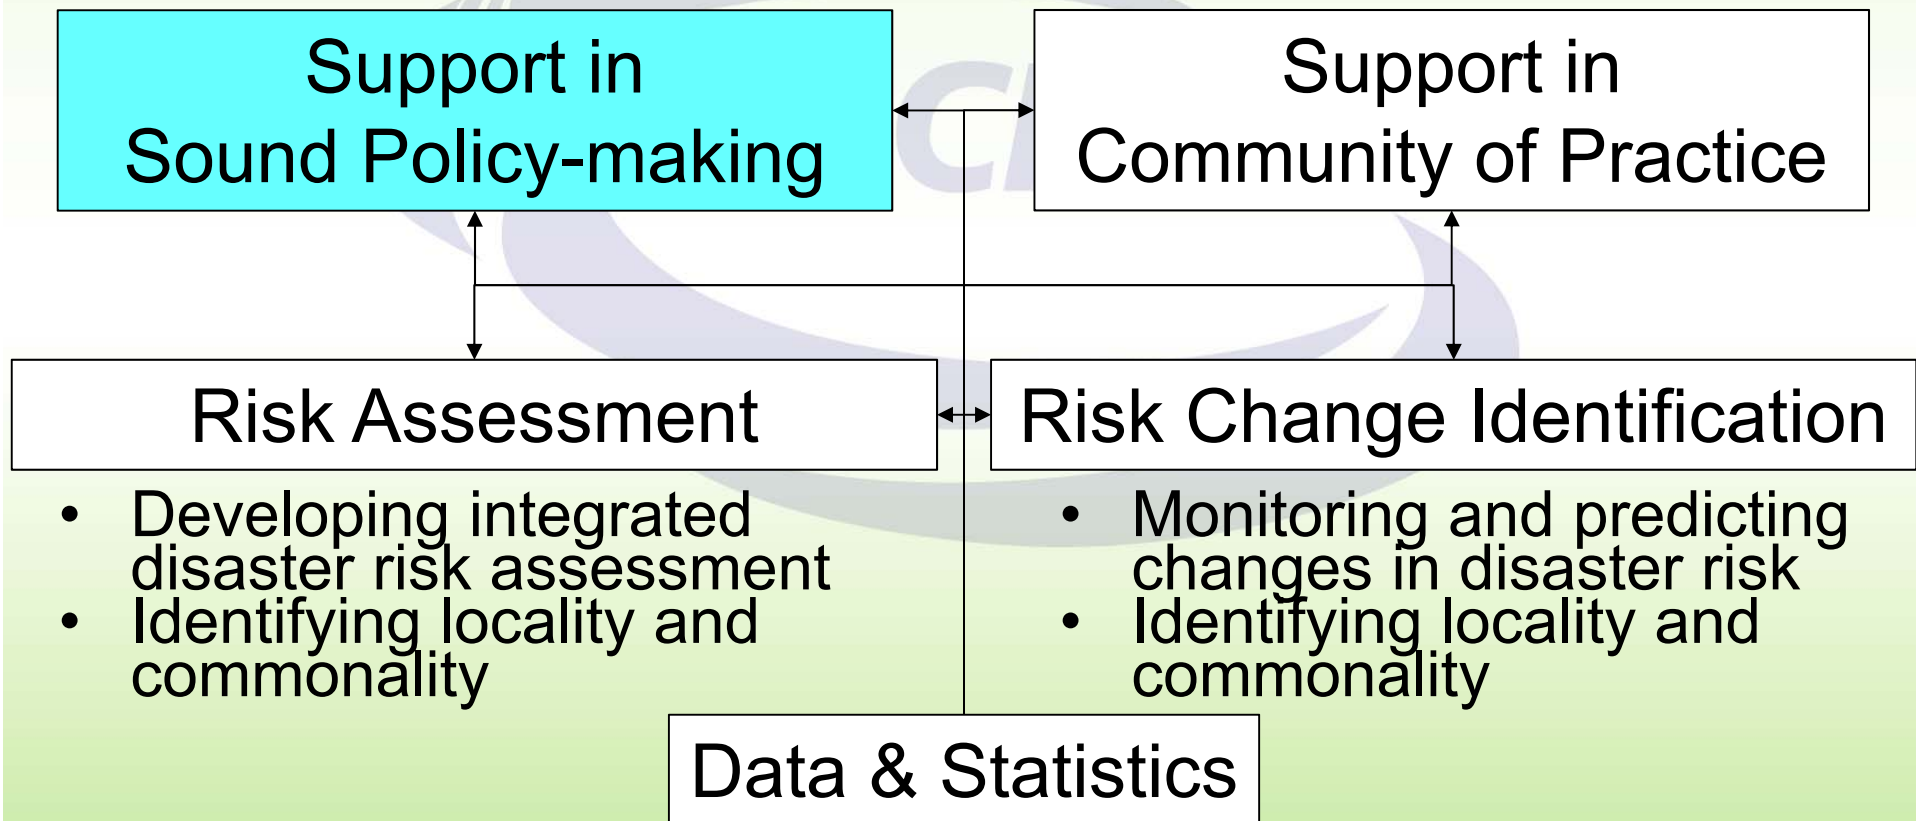 Support in
Sound Policy-making
Support in
Community of Practice
Risk Assessment
Risk Change Identification
• Developing integrated
disaster risk assessment
• Identifying locality and
commonality
• Monitoring and predicting
changes in disaster risk
• Identifying locality and
commonality
Data & Statistics